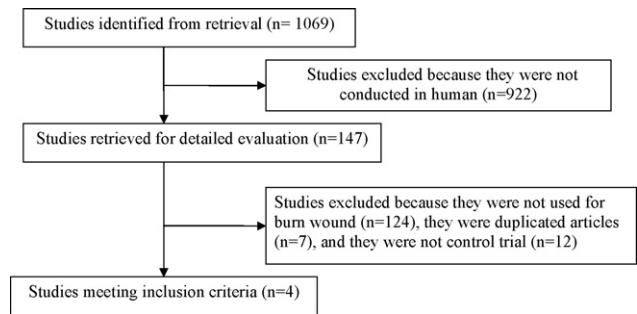 Studies identified from retrieval (n= 1069)
Studies excluded because they were not
conducted in human (n=922)
Studies retrieved for detailed evaluation (n=147)
Studies excluded because they were not used for
burn wound (n=124), they were duplicated articles
(n=7), and they were not control trial (n=12)
Studies meeting inclusion criteria (n=4)